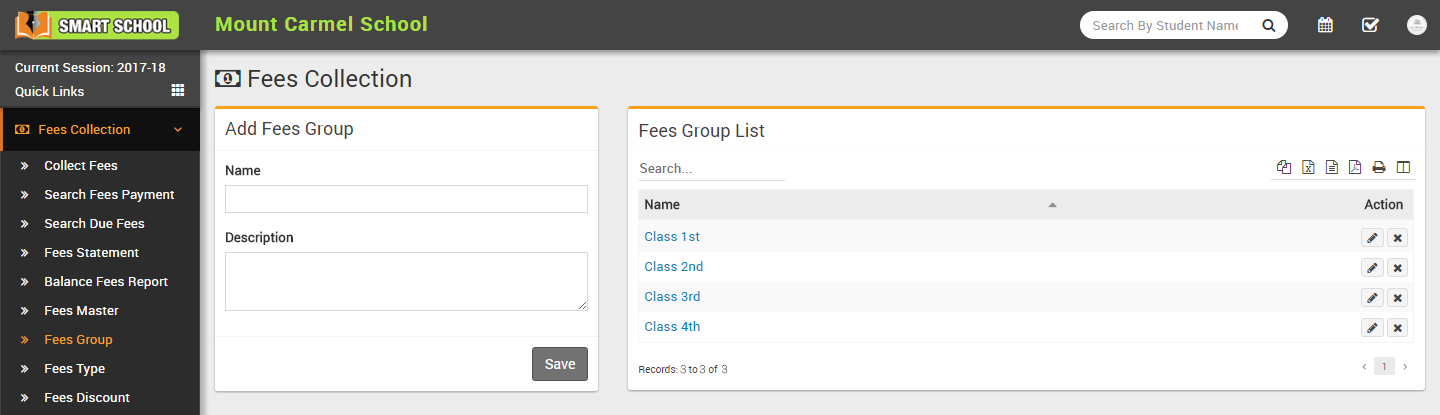 SMART SCHOOL
Mount Carmel School
Search By Student Name
Current Session: 2017-18
Quick Links
Fees Collection
Collect Fees
Search Fees Payment
Search Due Fees
Fees Statement
Balance Fees Report
Fees Master
Fees Group
Fees Type
Fees Discount
Fees Collection
Add Fees Group
Name
Description
Save
Fees Group List
Search...
Name Action
Class 1st
Class 2nd
Class 3rd
Class 4th
Records: 3 to 3 of 3
1